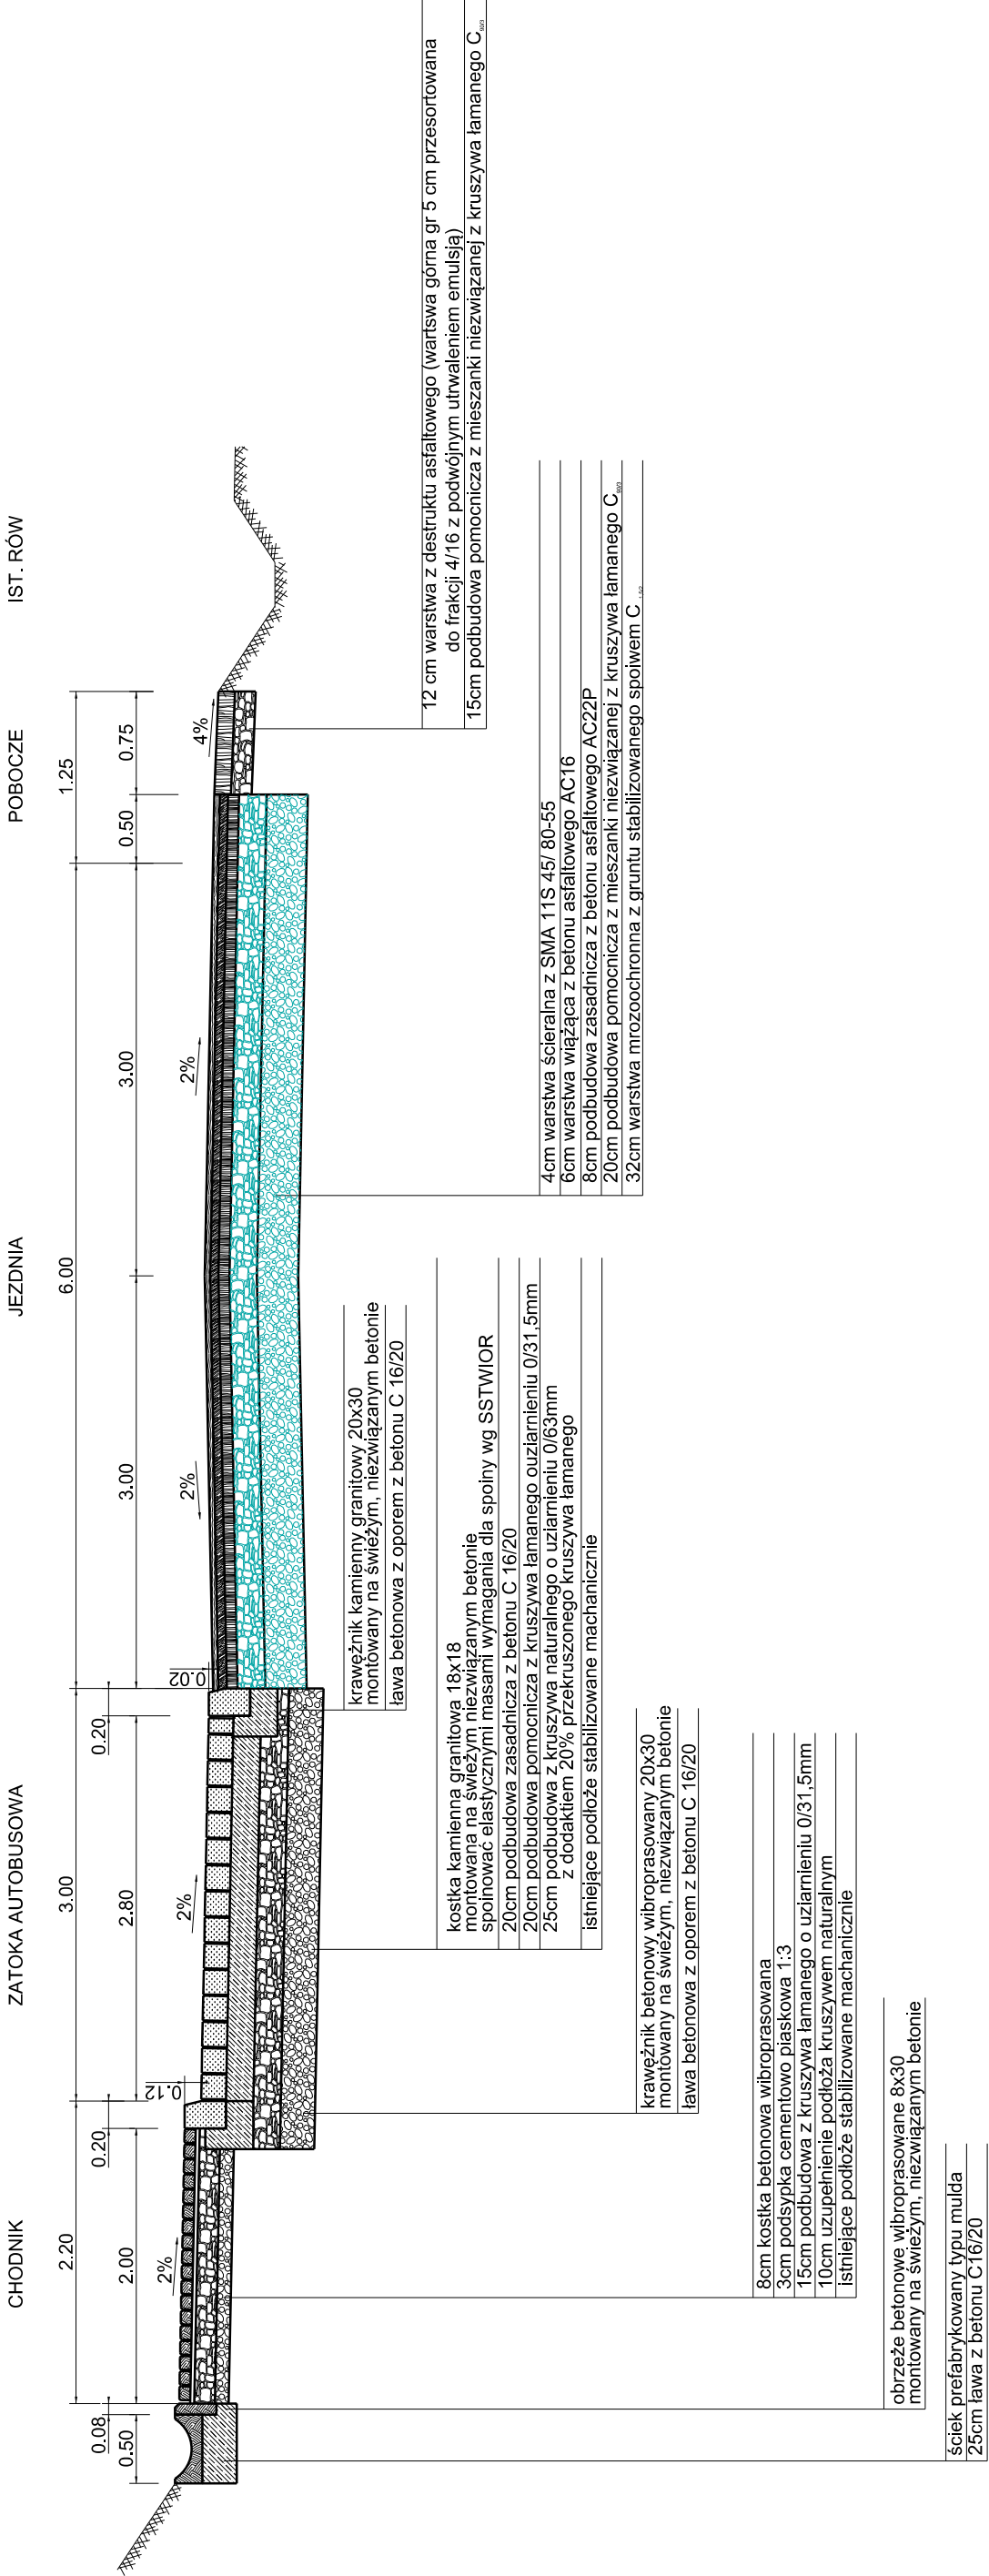 CHODNIK
ZATOKA AUTOBUSOWA
JEZDNIA
POBOCZE
IST. RÓW
2.20
3.00
6.00
1.25
0.08
0.20
0.20
0.50
2.00
2.80
3.00
3.00
0.50
0.75
0.12
0.02
2%
2%
2%
2%
4%
12 cm warstwa z destruktu asfaltowego (wartswa górna gr 5 cm przesortowana
do frakcji 4/16 z podwójnym utrwaleniem emulsją)
15cm podbudowa pomocnicza z mieszanki niezwiązanej z kruszywa łamanego C 90/3
4cm warstwa ścieralna z SMA 11S 45/ 80-55
6cm warstwa wiążąca z betonu asfaltowego AC16
8cm podbudowa zasadnicza z betonu asfaltowego AC22P
20cm podbudowa pomocnicza z mieszanki niezwiązanej z kruszywa łamanego C 90/3
32cm warstwa mrozoochronna z gruntu stabilizowanego spoiwem C
krawężnik kamienny granitowy 20x30
montowany na świeżym, niezwiązanym betonie
ława betonowa z oporem z betonu C 16/20
kostka kamienna granitowa 18x18
montowana na świeżym niezwiązanym betonie
spoinować elastycznymi masami wymagania dla spoiny wg SSTWIOR
20cm podbudowa zasadnicza z betonu C 16/20
20cm podbudowa pomocnicza z kruszywa łamanego ouziarnieniu 0/31,5mm
25cm podbudowa z kruszywa naturalnego o uziarnieniu 0/63mm
z dodatkiem 20% przekruszonego kruszywa łamanego
istniejące podłoże stabilizowane machanicznie
krawężnik betonowy wibroprasowany 20x30
montowany na świeżym, niezwiązanym betonie
ława betonowa z oporem z betonu C 16/20
8cm kostka betonowa wibroprasowana
3cm podsypka cementowo piaskowa 1:3
15cm podbudowa z kruszywa łamanego o uziarnieniu 0/31,5mm
10cm uzupełnienie podłoża kruszywem naturalnym
istniejące podłoże stabilizowane machanicznie
obrzeże betonowe wibroprasowane 8x30
montowany na świeżym, niezwiązanym betonie
ściek prefabrykowany typu mulda
25cm ława z betonu C16/20